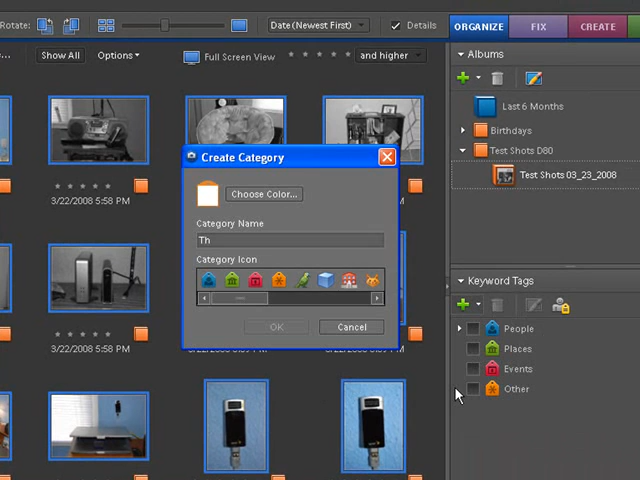 Rotate:
Date (Newest First)
Details
ORGANIZE
FIX
CREATE
Show All
Options
Full Screen View
and higher
Albums
Last 6 Months
Birthdays
Test Shots D80
Test Shots 03_23_2008
3/22/2008 5:58 PM
Create Category
Choose Color...
Category Name
Th
Category Icon
OK
Cancel
3/22/2008 5:58 PM
Keyword Tags
People
Places
Events
Other